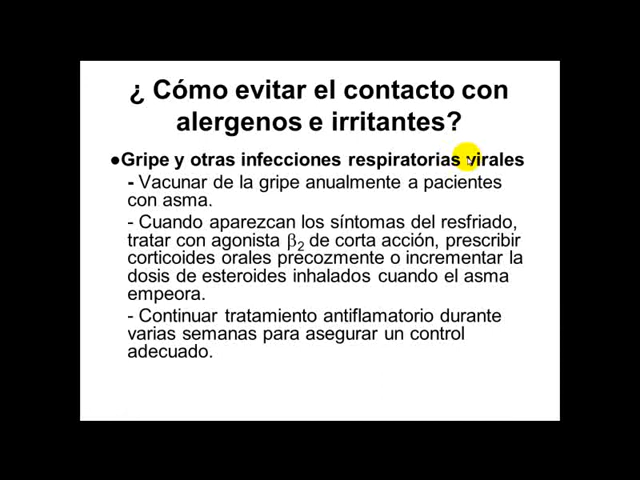 ¿ Cómo evitar el contacto con
alergenos e irritantes?
●Gripe y otras infecciones respiratorias virales
- Vacunar de la gripe anualmente a pacientes
con asma.
- Cuando aparezcan los síntomas del resfriado,
tratar con agonista β2 de corta acción, prescribir
corticoides orales precozmente o incrementar la
dosis de esteroides inhalados cuando el asma
empeora.
- Continuar tratamiento antiflamatorio durante
varias semanas para asegurar un control
adecuado.